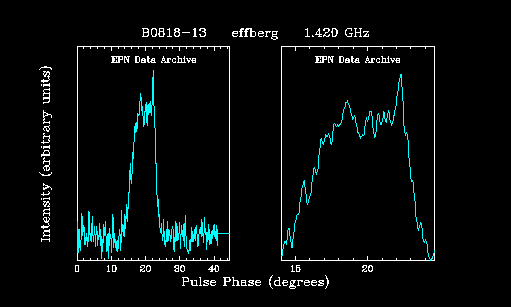 B0818-13 effberg 1.420 GHz
EPN Data Archive
EPN Data Archive
Intensity (arbitrary units)
0 10 20 30 40
15 20
Pulse Phase (degrees)